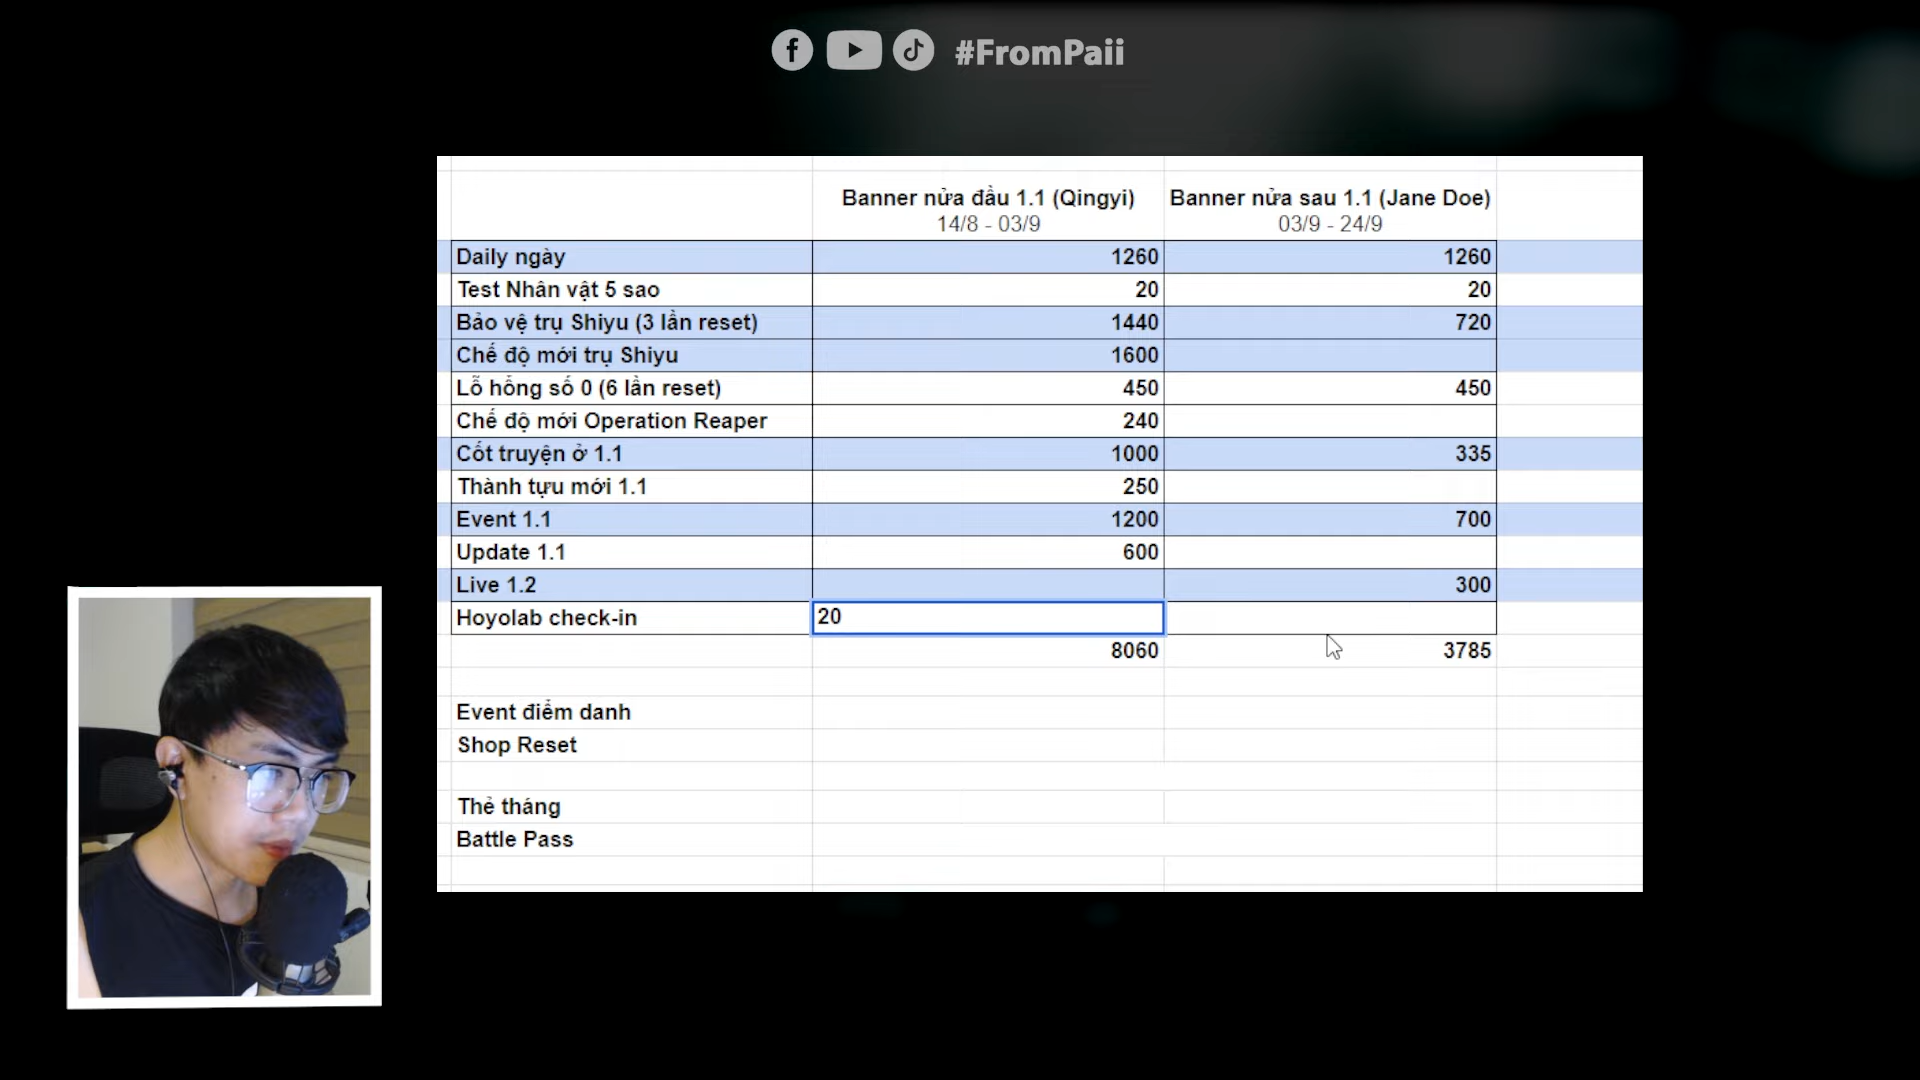 #FromPaii
Banner nửa đầu 1.1 (Qingyi) Banner nửa sau 1.1 (Jane Doe)
14/8 - 03/9 03/9 - 24/9
Daily ngày 1260 1260
Test Nhân vật 5 sao 20 20
Bảo vệ trụ Shiyu (3 lần reset) 1440 720
Chế độ mới trụ Shiyu 1600
Lỗ hổng số 0 (6 lần reset) 450 450
Chế độ mới Operation Reaper 240
Cốt truyện ở 1.1 1000 335
Thành tựu mới 1.1 250
Event 1.1 1200 700
Update 1.1 600
Live 1.2 300
Hoyolab check-in 20
8060 3785
Event điểm danh
Shop Reset
Thẻ tháng
Battle Pass